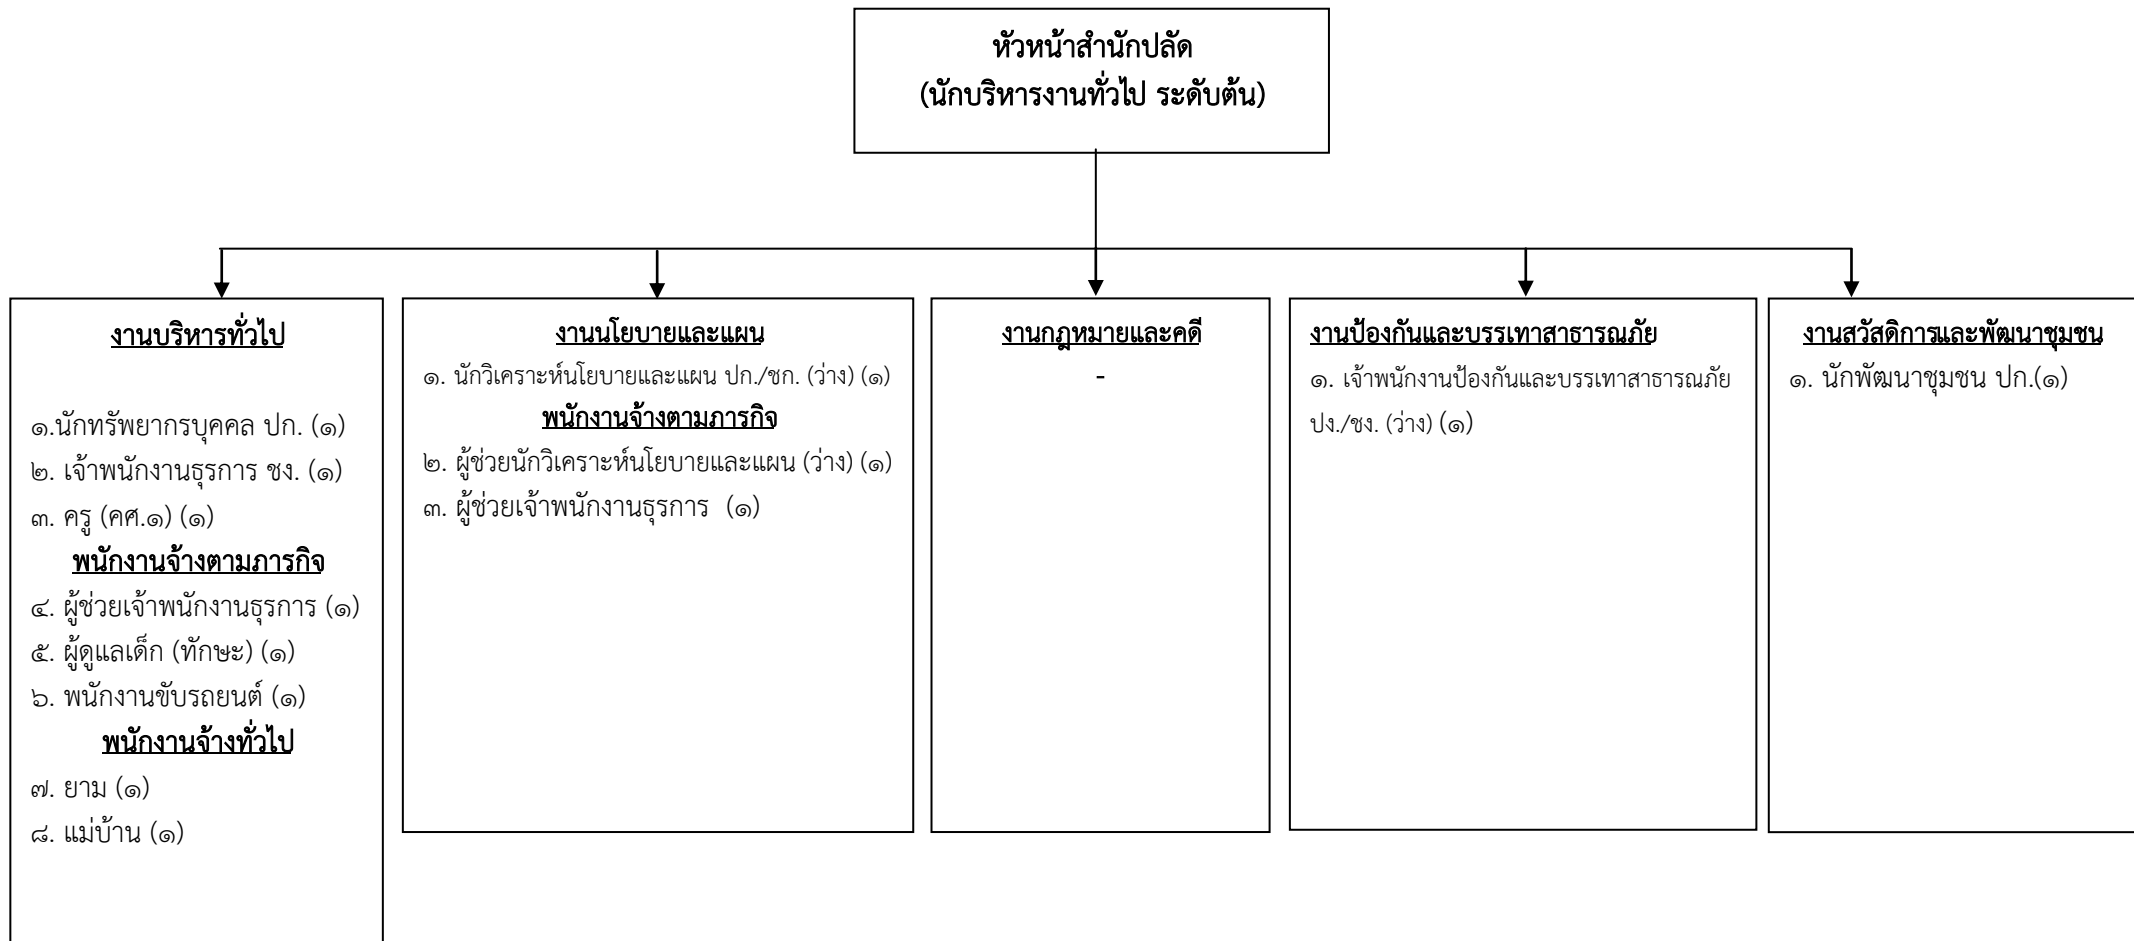 หัวหน้าสำนักปลัด
(นักบริหารงานทั่วไป ระดับต้น)
งานบริหารทั่วไป
๑.นักทรัพยากรบุคคล ปก. (๑)
๒. เจ้าพนักงานธุรการ ชง. (๑)
๓. ครู (คศ.๑) (๑)
พนักงานจ้างตามภารกิจ
๔. ผู้ช่วยเจ้าพนักงานธุรการ (๑)
๕. ผู้ดูแลเด็ก (ทักษะ) (๑)
๖. พนักงานขับรถยนต์ (๑)
พนักงานจ้างทั่วไป
๗. ยาม (๑)
๘. แม่บ้าน (๑)
งานนโยบายและแผน
๑. นักวิเคราะห์นโยบายและแผน ปก./ชก. (ว่าง) (๑)
พนักงานจ้างตามภารกิจ
๒. ผู้ช่วยนักวิเคราะห์นโยบายและแผน (ว่าง) (๑)
๓. ผู้ช่วยเจ้าพนักงานธุรการ (๑)
งานกฎหมายและคดี
-
งานป้องกันและบรรเทาสาธารณภัย
๑. เจ้าพนักงานป้องกันและบรรเทาสาธารณภัย
ปง./ชง. (ว่าง) (๑)
งานสวัสดิการและพัฒนาชุมชน
๑. นักพัฒนาชุมชน ปก.(๑)